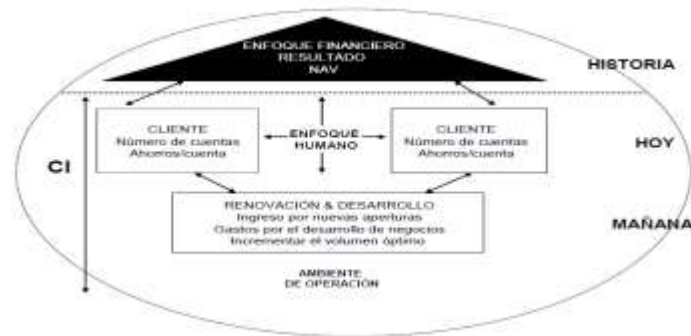 ENFOQUE FINANCIERO
RESULTADO
NAV
HISTORIA
CLIENTE
Número de cuentas
Ahorros/cuenta
ENFOQUE
HUMANO
CLIENTE
Número de cuentas
Ahorros/cuenta
HOY
CI
RENOVACIÓN & DESARROLLO
Ingreso por nuevas aperturas
Gastos por el desarrollo de negocios
Incrementar el volumen óptimo
MAÑANA
AMBIENTE
DE OPERACIÓN